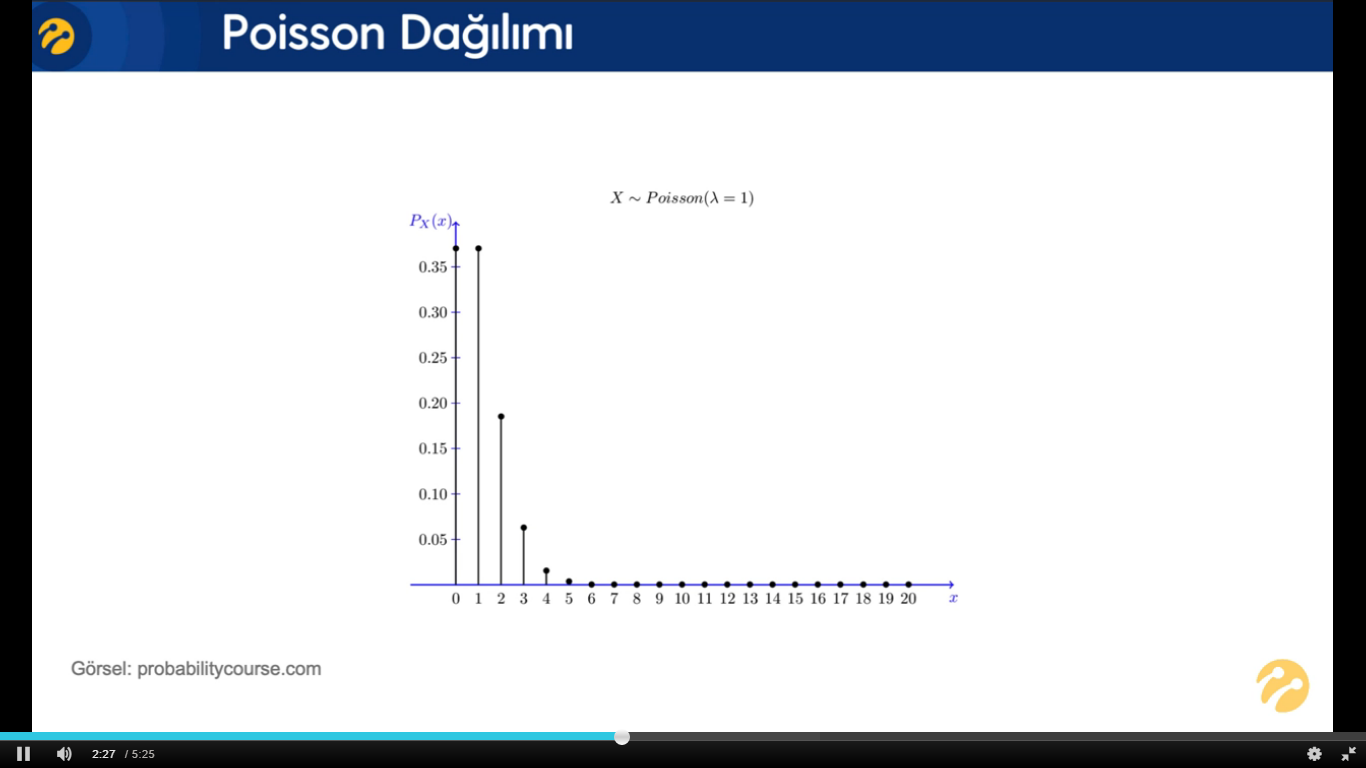 Poisson Dağılımı
X ∼ Poisson(λ = 1)
P_X(x)
0.35
0.30
0.25
0.20
0.15
0.10
0.05
0 1 2 3 4 5 6 7 8 9 10 11 12 13 14 15 16 17 18 19 20 x
Görsel: probabilitycourse.com
2:27 / 5:25